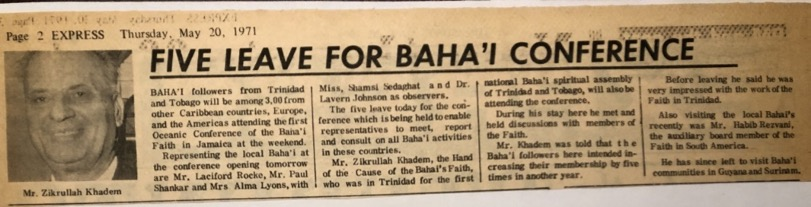 Page 2 EXPRESS Thursday, May 20, 1971
FIVE LEAVE FOR BAHA'I CONFERENCE
Mr. Zikrullah Khadem
BAHA'I followers from Trinidad
and Tobago will be among 3,00 from
other Caribbean countries, Europe,
and the Americas attending the first
Oceanic Conference of the Baha'i
Faith in Jamaica at the weekend.
Representing the local Baha'i at
the conference opening tomorrow
are Mr. Laciford Rocke, Mr. Paul
Shankar and Mrs Alma Lyons, with
Miss, Shamsi Sedaghat and Dr.
Lavern Johnson as observers.
The five leave today for the con-
ference which is being held to enable
representatives to meet, report
and consult on all Baha'i activities
in these countries.
Mr. Zikrullah Khadem, the Hand
of the Cause of the Bahai's Faith,
who was in Trinidad for the first
national Baha'i spiritual assembly
of Trinidad and Tobago, will also be
attending the conference.
During his stay here he met and
held discussions with members of
the Faith.
Mr. Khadem was told that the
Baha'i followers here intended in-
creasing their membership by five
times in another year.
Before leaving he said he was
very impressed with the work of the
Faith in Trinidad.
Also visiting the local Bahai's
recently was Mr. Habib Rezvani,
the auxiliary board member of the
Faith in South America.
He has since left to visit Baha'i
communities in Guyana and Surinam.